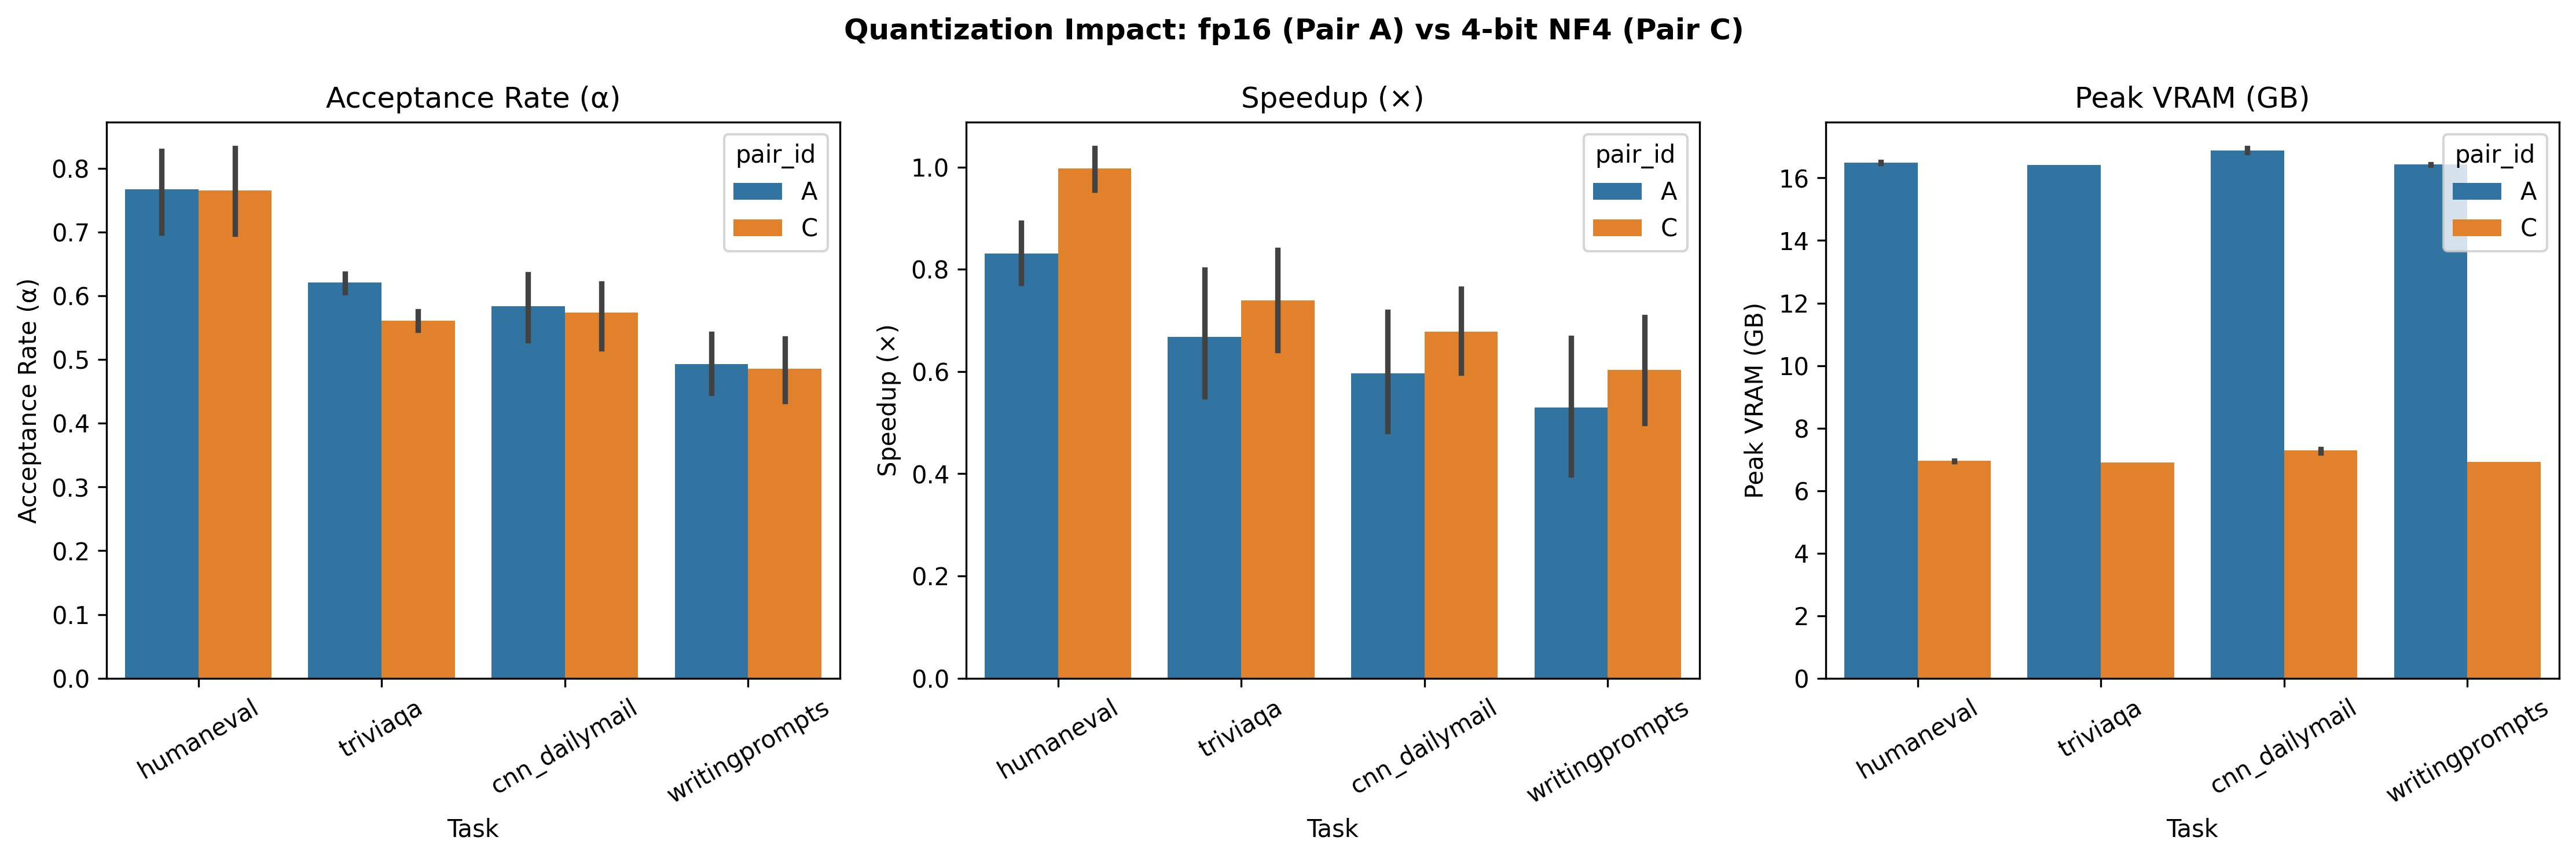 Quantization Impact: fp16 (Pair A) vs 4-bit NF4 (Pair C)
Acceptance Rate (α)
Acceptance Rate (α)
0.8
0.7
0.6
0.5
0.4
0.3
0.2
0.1
0.0
pair_id
A
C
humaneval
triviaqa
cnn_dailymail
writingprompts
Task
Speedup (×)
Speedup (×)
1.0
0.8
0.6
0.4
0.2
0.0
pair_id
A
C
humaneval
triviaqa
cnn_dailymail
writingprompts
Task
Peak VRAM (GB)
Peak VRAM (GB)
16
14
12
10
8
6
4
2
0
pair_id
A
C
humaneval
triviaqa
cnn_dailymail
writingprompts
Task